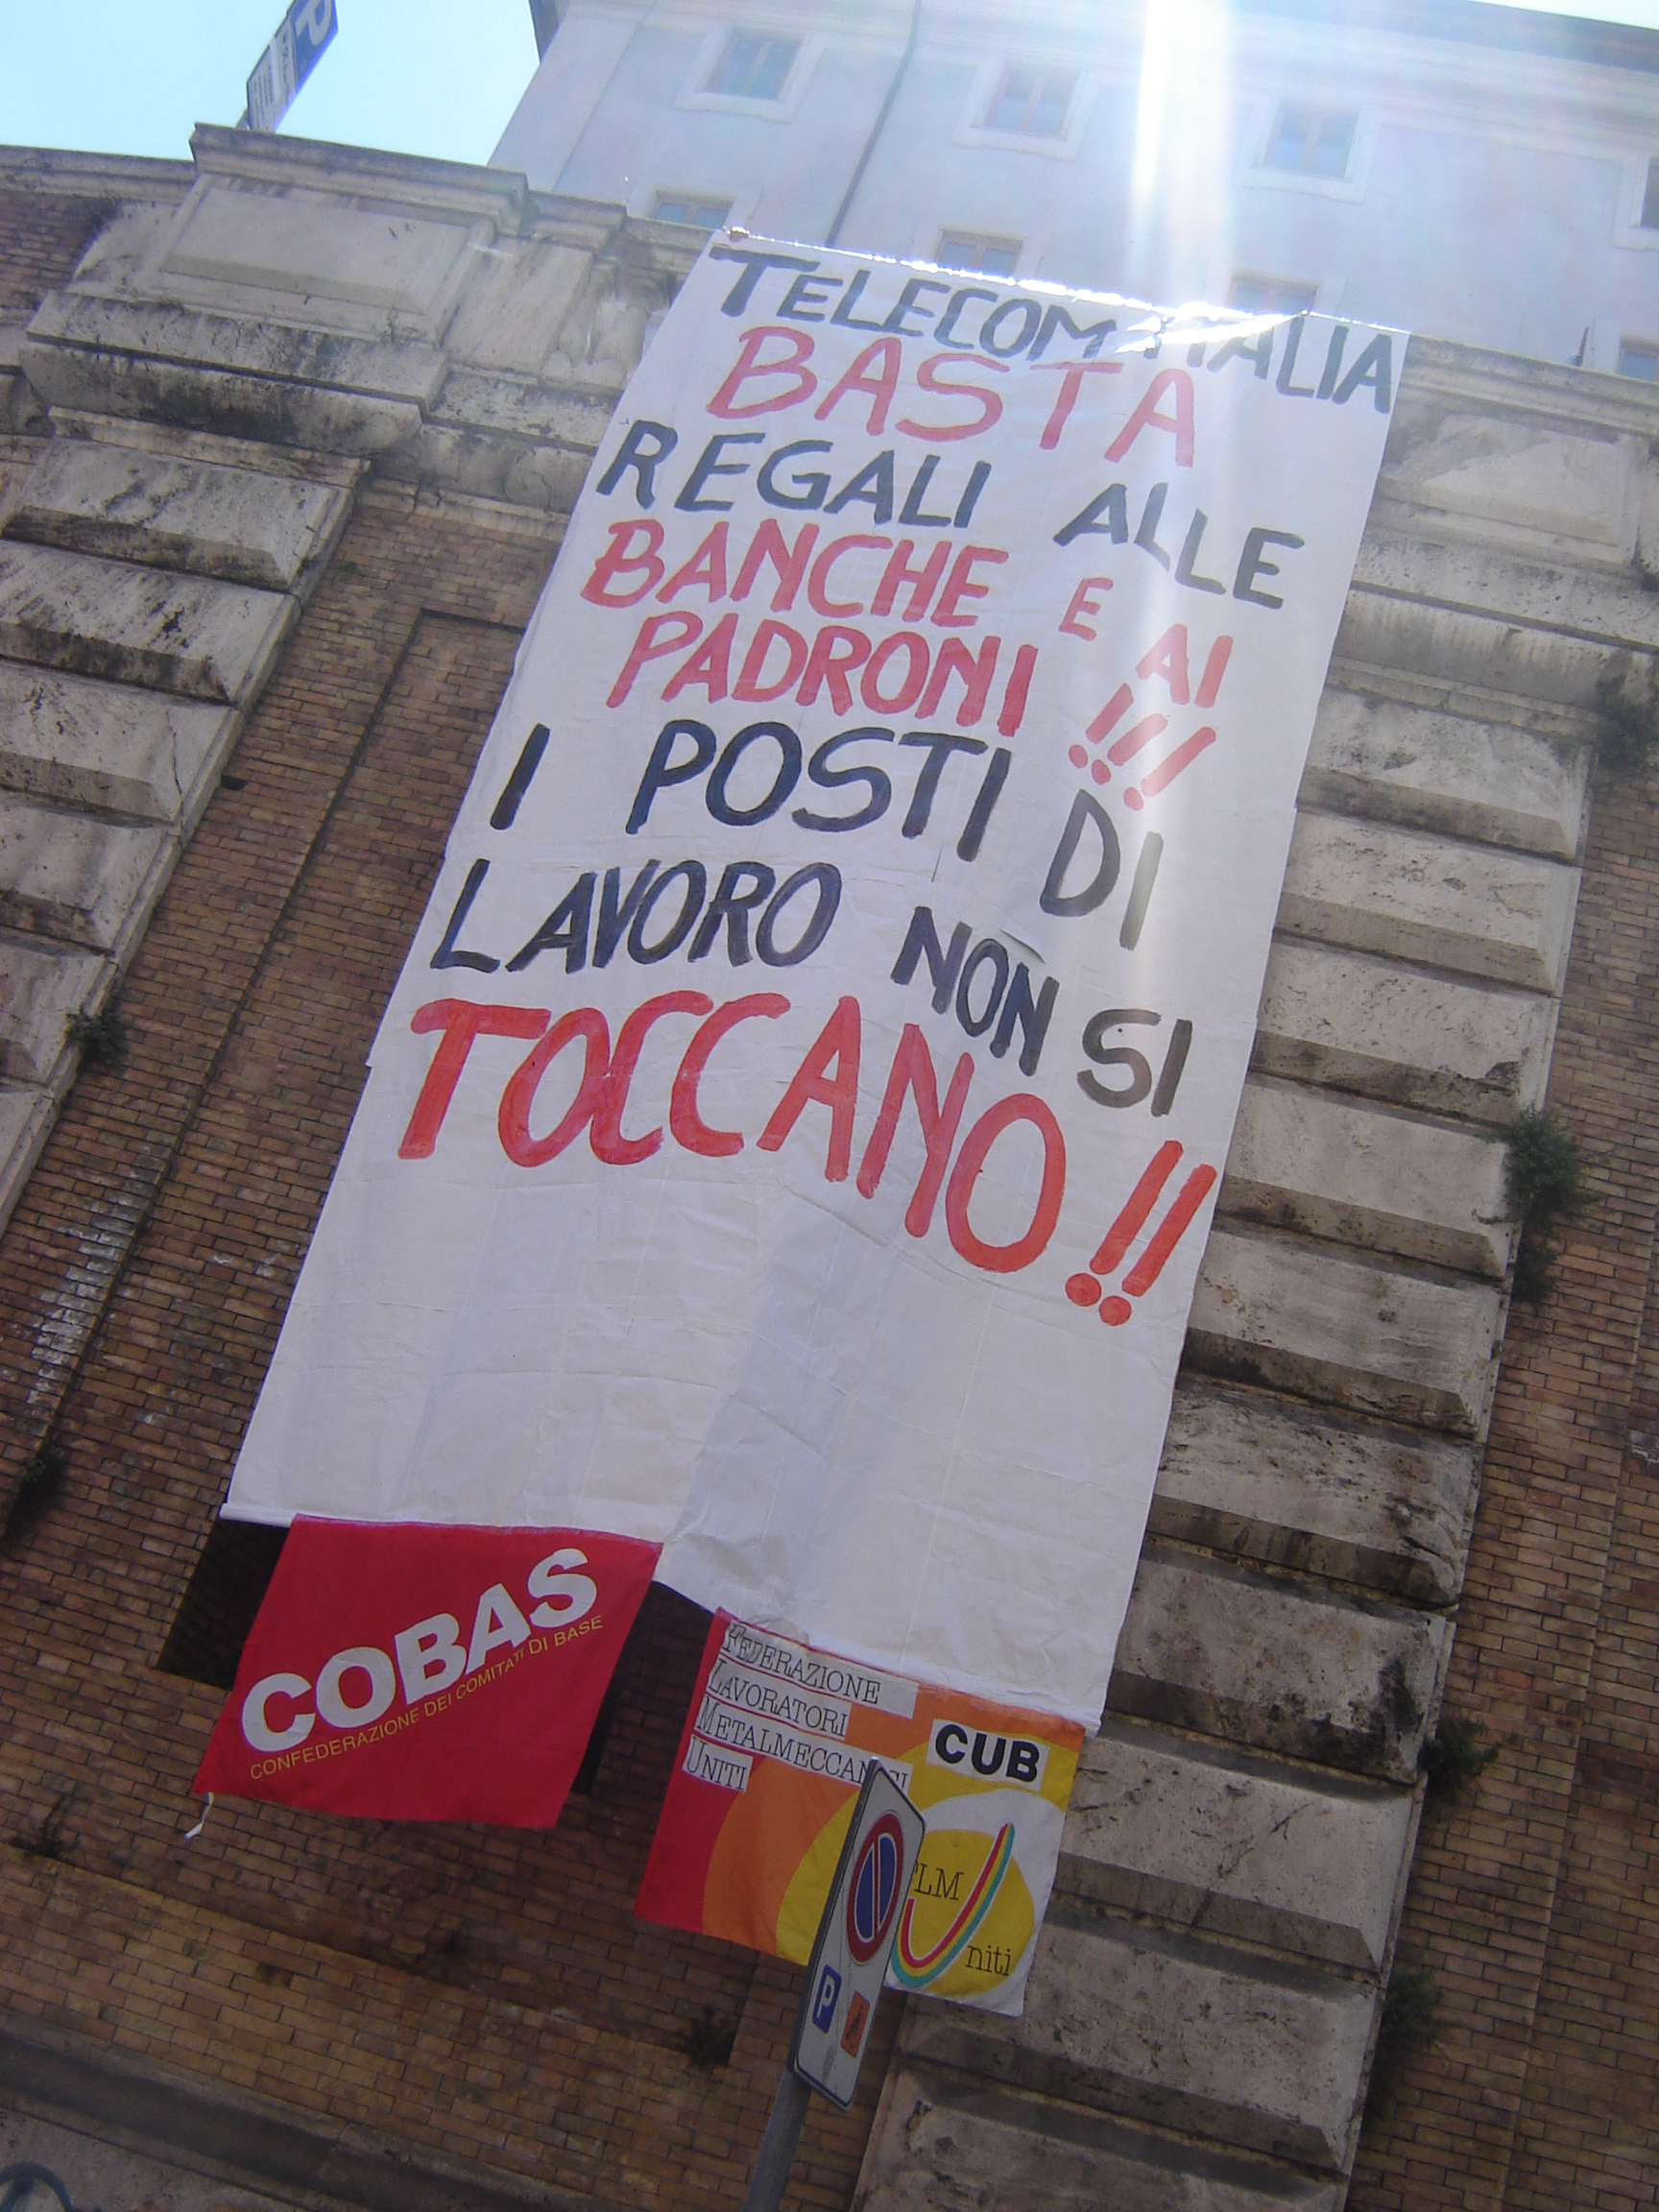 TELECOM ITALIA
BASTA
REGALI ALLE
BANCHE E AI
PADRONI !!!
I POSTI DI
LAVORO NON SI
TOCCANO!!
COBAS
CONFEDERAZIONE DEI COMITATI DI BASE
FEDERAZIONE
LAVORATORI
METALMECCANICI
UNITI
CUB
FLM
niti
P
P